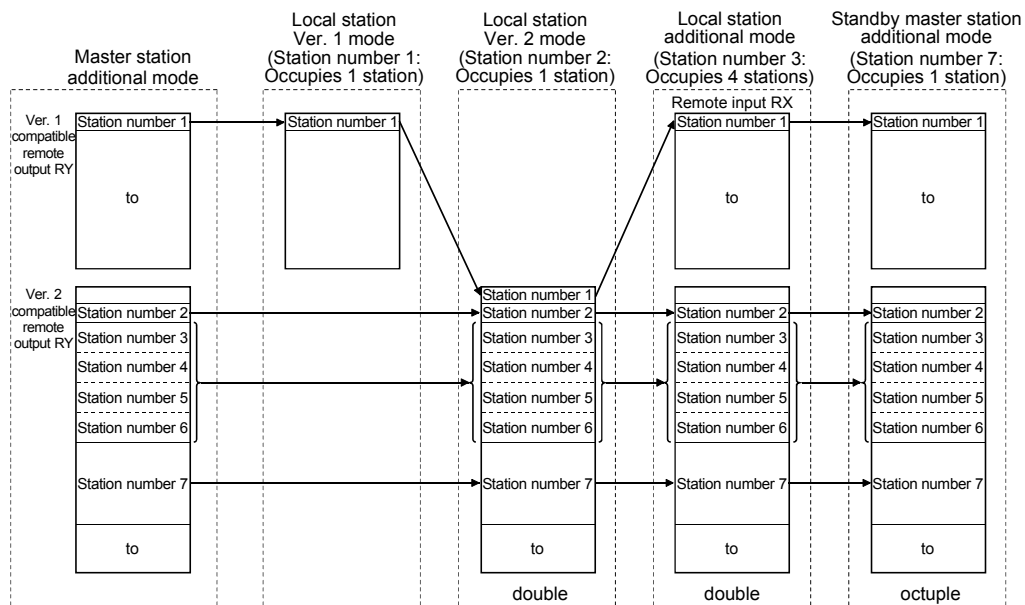 Master station
additional mode
Local station
Ver. 1 mode
(Station number 1:
Occupies 1 station)
Local station
Ver. 2 mode
(Station number 2:
Occupies 1 station)
Local station
additional mode
(Station number 3:
Occupies 4 stations)
Standby master station
additional mode
(Station number 7:
Occupies 1 station)
Ver. 1
compatible
remote
output RY
Station number 1
to
Station number 1
Remote input RX
Station number 1
to
Station number 1
to
Ver. 2
compatible
remote
output RY
Station number 2
Station number 3
Station number 4
Station number 5
Station number 6
Station number 7
to
Station number 1
Station number 2
Station number 3
Station number 4
Station number 5
Station number 6
Station number 7
to
double
Station number 2
Station number 3
Station number 4
Station number 5
Station number 6
Station number 7
to
double
Station number 2
Station number 3
Station number 4
Station number 5
Station number 6
Station number 7
to
octuple